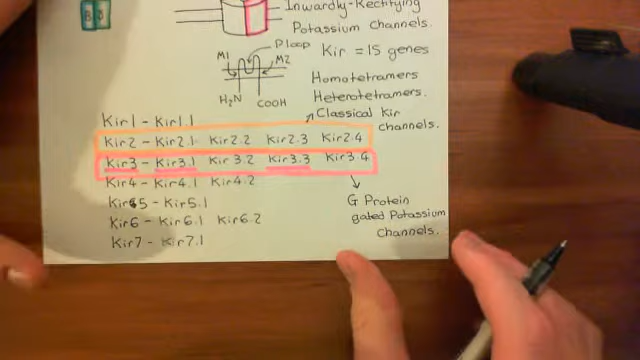 Inwardly-Rectifying
Potassium Channels.
Kir = 15 genes
P loop
M1
M2
H₂N
COOH
Homotetramers
Heterotetramers.
Classical Kir
channels.
Kir1 - Kir1.1
Kir2 - Kir2.1 Kir2.2 Kir2.3 Kir2.4
Kir3 - Kir3.1 Kir3.2 Kir3.3 Kir3.4
Kir4 - Kir4.1 Kir4.2
Kir5 - Kir5.1
Kir6 - Kir6.1 Kir6.2
Kir7 - Kir7.1
G Protein
gated Potassium
Channels.